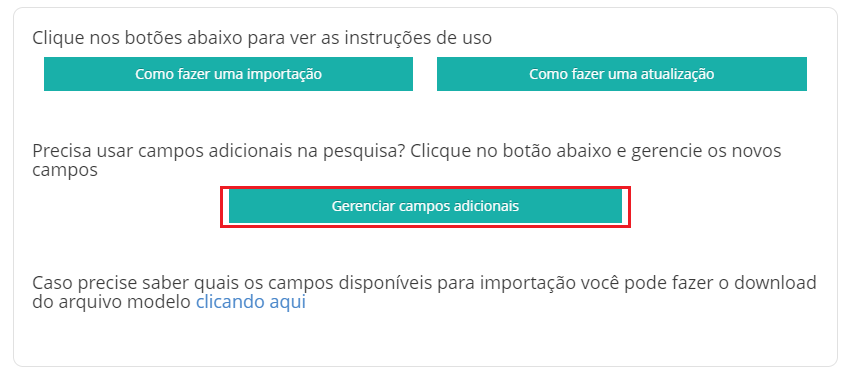 Clique nos botões abaixo para ver as instruções de uso
Como fazer uma importação
Como fazer uma atualização
Precisa usar campos adicionais na pesquisa? Clicque no botão abaixo e gerencie os novos
campos
Gerenciar campos adicionais
Caso precise saber quais os campos disponíveis para importação você pode fazer o download
do arquivo modelo clicando aqui